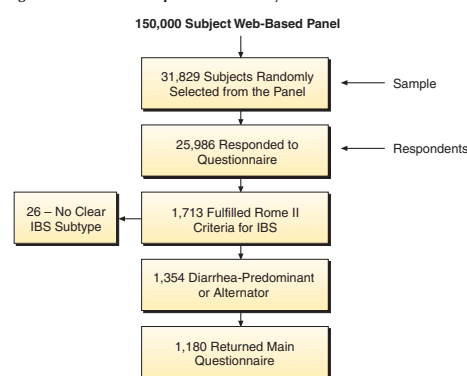 150,000 Subject Web-Based Panel
31,829 Subjects Randomly
Selected from the Panel
Sample
25,986 Responded to
Questionnaire
Respondents
26 – No Clear
IBS Subtype
1,713 Fulfilled Rome II
Criteria for IBS
1,354 Diarrhea-Predominant
or Alternator
1,180 Returned Main
Questionnaire